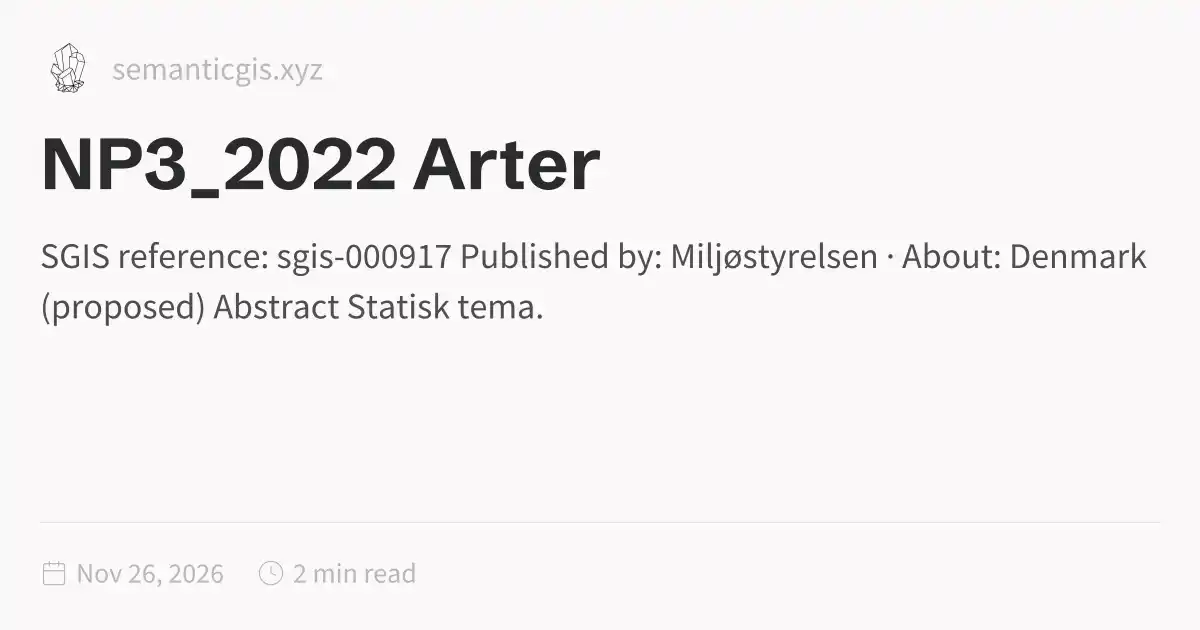 semanticgis.xyz
NP3_2022 Arter
SGIS reference: sgis-000917 Published by: Miljøstyrelsen · About: Denmark
(proposed) Abstract Statisk tema.
Nov 26, 2026 2 min read